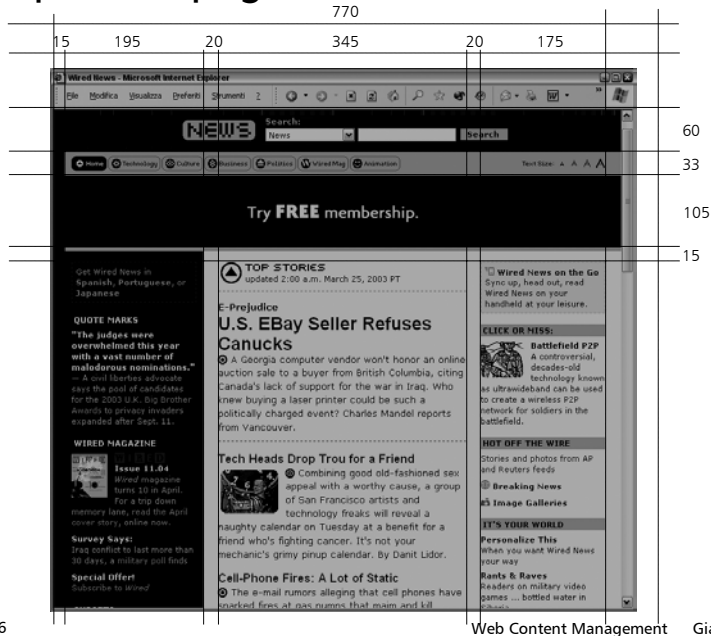 770
15 195 20 345 20 175
Wired News - Microsoft Internet Explorer
File Modifica Visualizza Preferiti Strumenti ?
NEWS
Search:
News
Search
60
Home Technology Culture Business Politics Wired Mag Animation
Text Size: A A A A
33
Try FREE membership.
105
15
Get Wired News in
Spanish, Portuguese, or
Japanese
QUOTE MARKS
"The judges were
overwhelmed this year
with a vast number of
malodorous nominations."
— A civil liberties advocate
says the pool of candidates
for the 2003 U.K. Big Brother
Awards to privacy invaders
expanded after Sept. 11.
WIRED MAGAZINE
Issue 11.04
Wired magazine
turns 10 in April.
For a trip down
memory lane, read the April
cover story, online now.
Survey Says:
Iraq conflict to last more than
30 days, a military poll finds
Special Offer!
Subscribe to Wired
TOP STORIES
updated 2:00 a.m. March 25, 2003 PT
E-Prejudice
U.S. EBay Seller Refuses
Canucks
A Georgia computer vendor won't honor an online
auction sale to a buyer from British Columbia, citing
Canada's lack of support for the war in Iraq. Who
knew buying a laser printer could be such a
politically charged event? Charles Mandel reports
from Vancouver.
Tech Heads Drop Trou for a Friend
Combining good old-fashioned sex
appeal with a worthy cause, a group
of San Francisco artists and
technology freaks will reveal a
naughty calendar on Tuesday at a benefit for a
friend who's fighting cancer. It's not your
mechanic's grimy pinup calendar. By Danit Lidor.
Cell-Phone Fires: A Lot of Static
The e-mail rumors alleging that cell phones have
sparked fires at gas pumps that maim and kill
Wired News on the Go
Sync up, head out, read
Wired News on your
handheld at your leisure.
CLICK OR MISS:
Battlefield P2P
A controversial,
decades-old
technology known
as ultrawideband can be used
to create a wireless P2P
network for soldiers in the
battlefield.
HOT OFF THE WIRE
Stories and photos from AP
and Reuters feeds
Breaking News
Image Galleries
IT'S YOUR WORLD
Personalize This
When you want Wired News
your way
Rants & Raves
Readers on military video
games ... bottled water in
Siberia
6
Web Content Management Gia